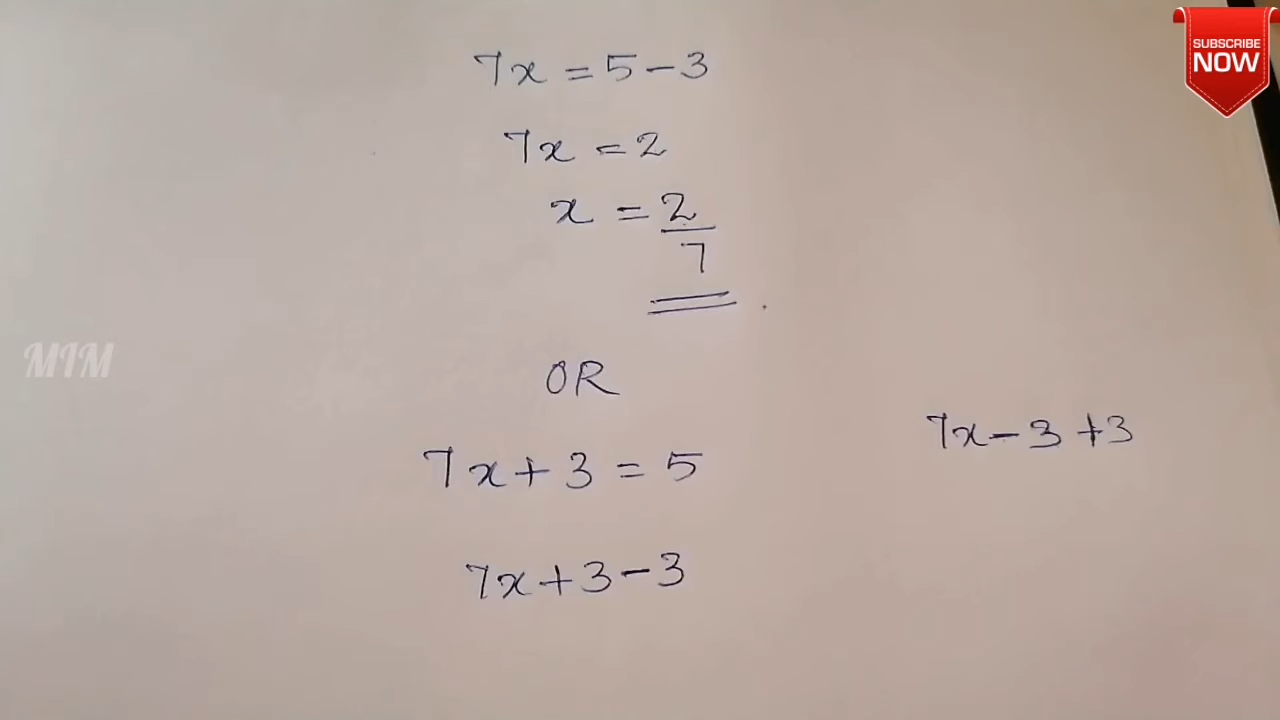 7x = 5 - 3
7x = 2
x = 2/7
OR
7x + 3 = 5
7x + 3 - 3
7x - 3 + 3
MIM
SUBSCRIBE
NOW